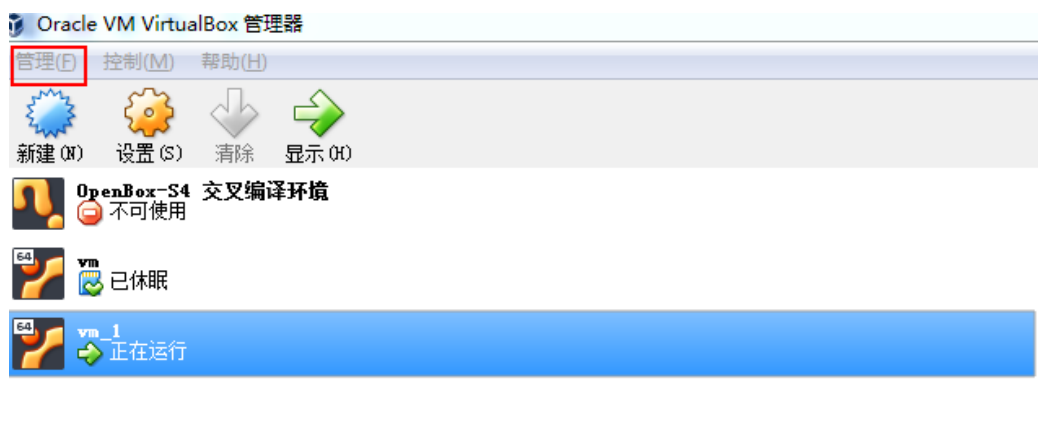 Oracle VM VirtualBox 管理器
管理(F) 控制(M) 帮助(H)
新建(N) 设置(S) 清除 显示(H)
OpenBox-S4 交叉编译环境
不可使用
64
vm
已休眠
64
vm_1
正在运行